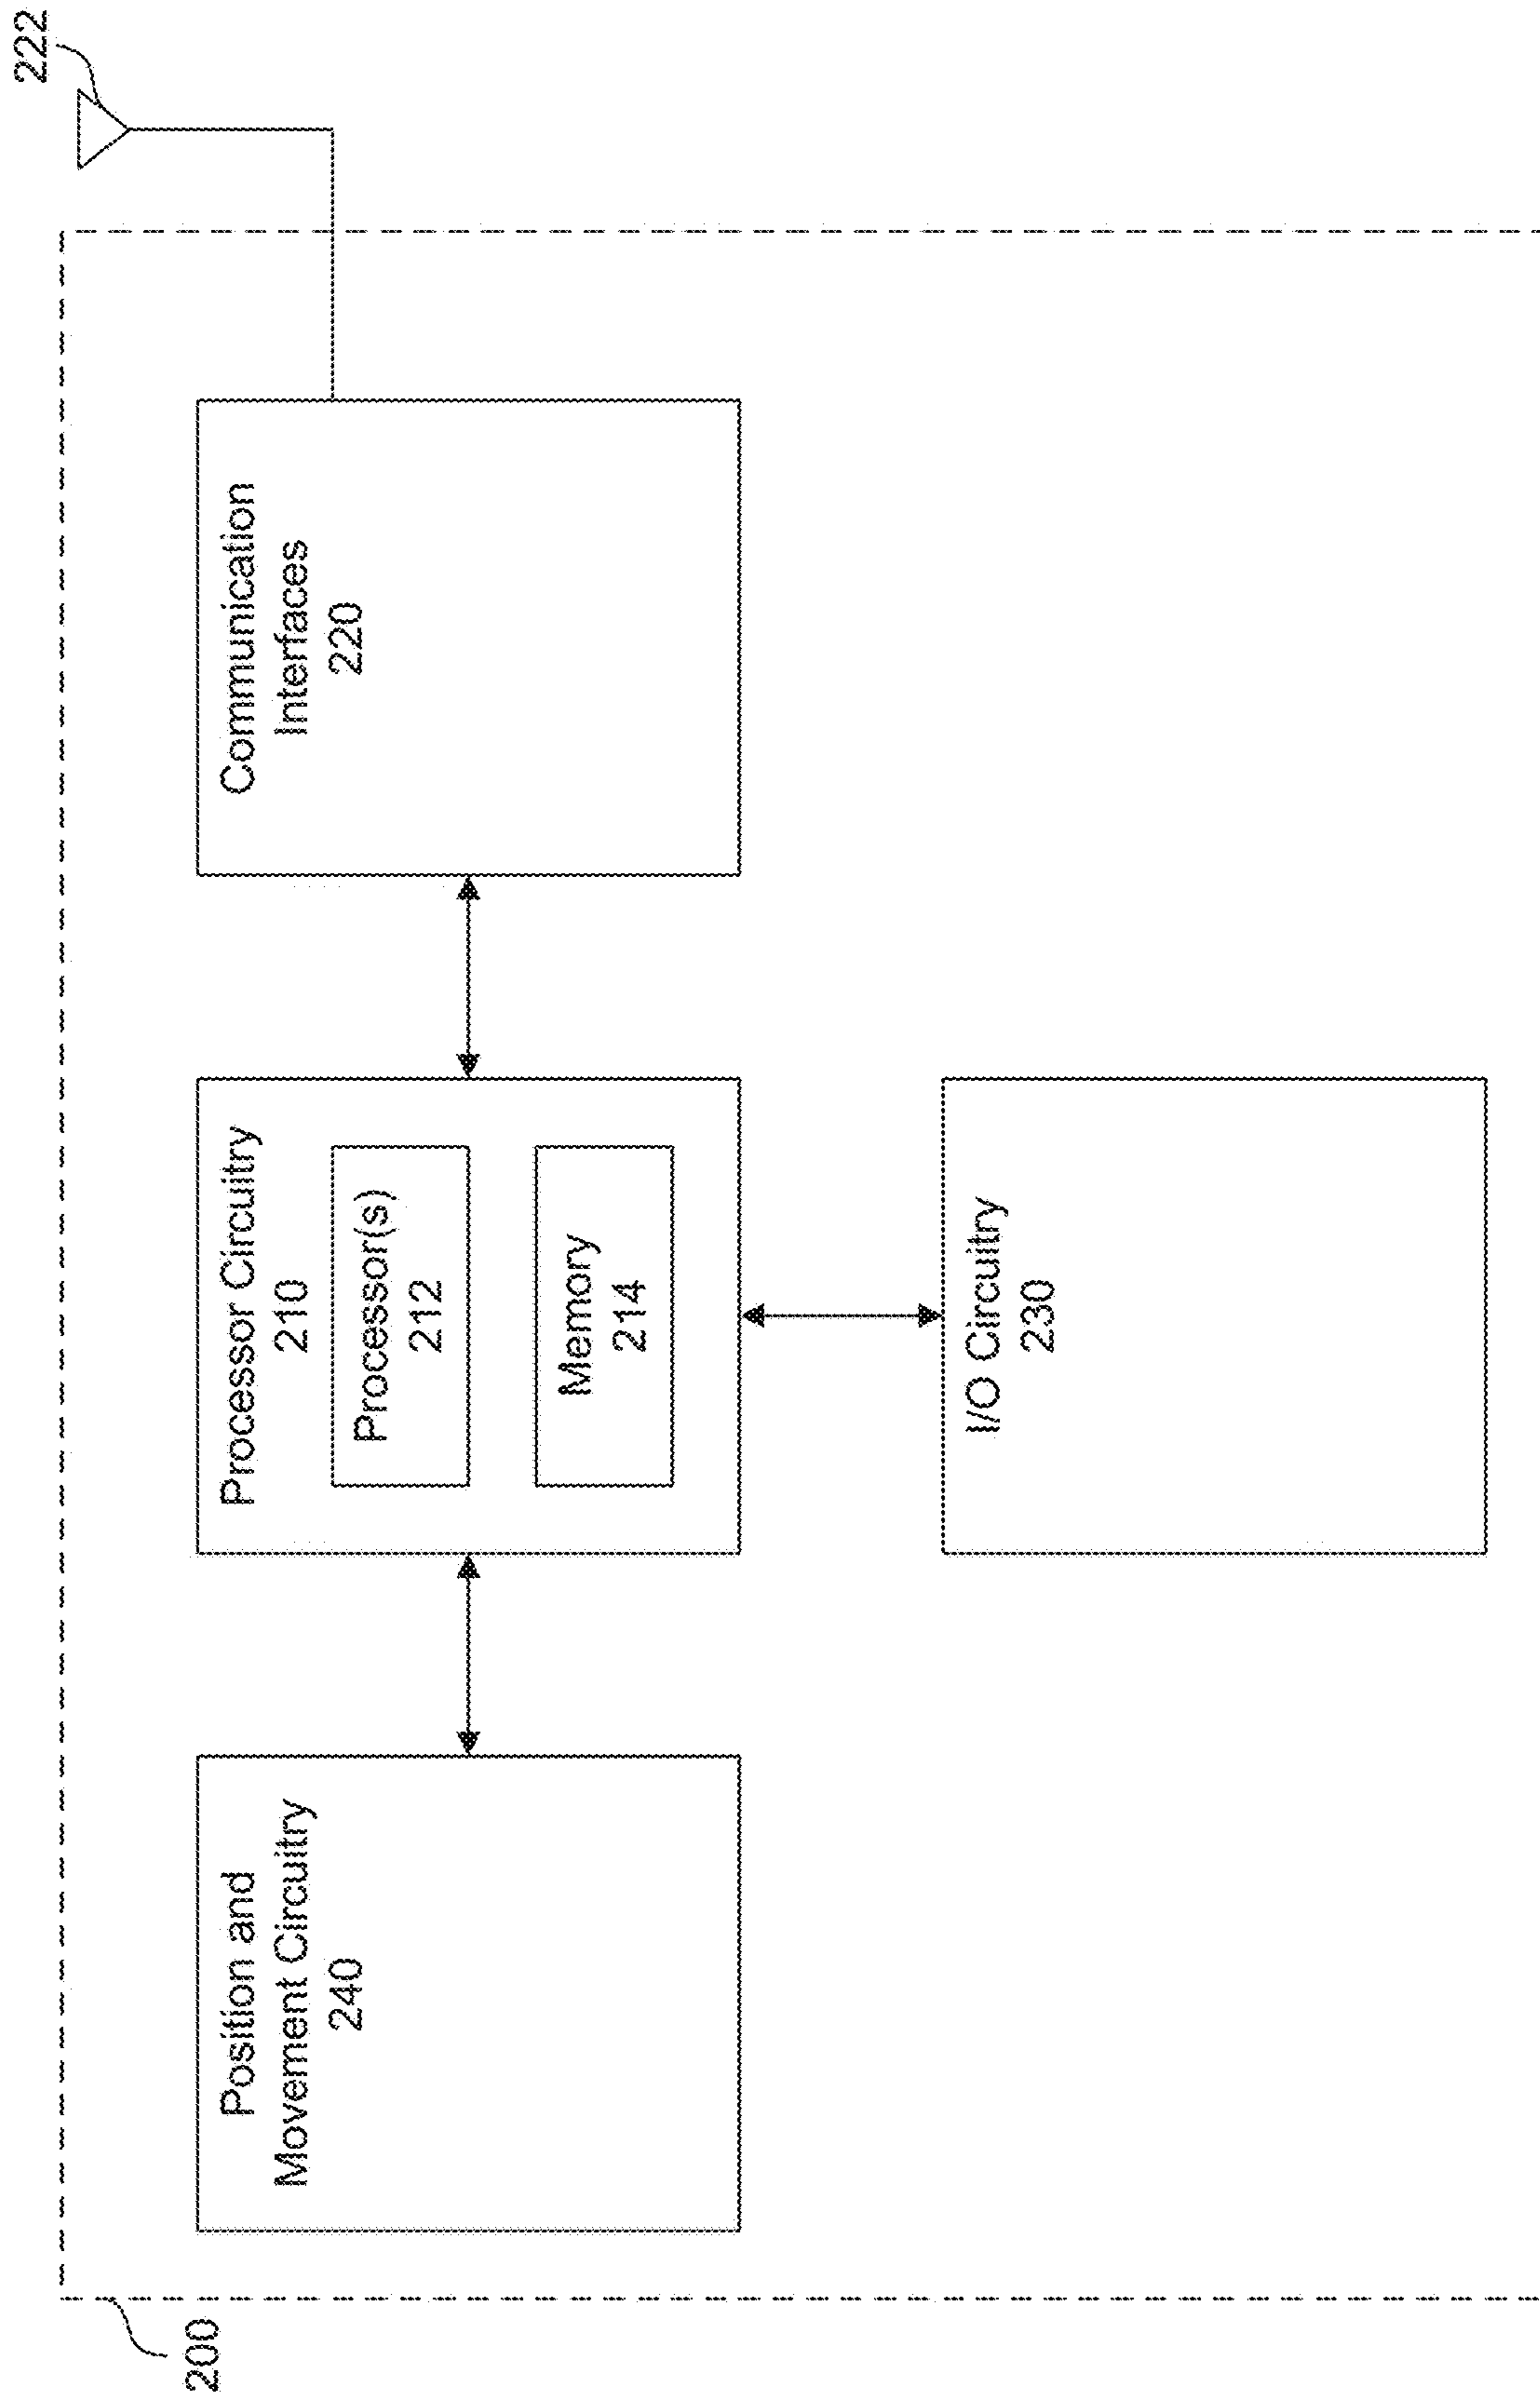 200
222
Position and
Movement Circuitry
240
Processor Circuitry
210
Processor(s)
212
Memory
214
Communication
Interfaces
220
I/O Circuitry
230